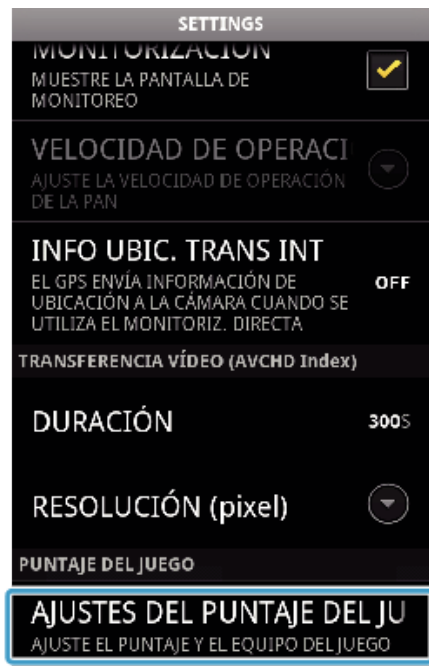 SETTINGS
MONITORIZACIÓN
MUESTRE LA PANTALLA DE
MONITOREO
VELOCIDAD DE OPERACI
AJUSTE LA VELOCIDAD DE OPERACIÓN
DE LA PAN
INFO UBIC. TRANS INT
EL GPS ENVÍA INFORMACIÓN DE
UBICACIÓN A LA CÁMARA CUANDO SE
UTILIZA EL MONITORIZ. DIRECTA
OFF
TRANSFERENCIA VÍDEO (AVCHD Index)
DURACIÓN
300S
RESOLUCIÓN (pixel)
PUNTAJE DEL JUEGO
AJUSTES DEL PUNTAJE DEL JU
AJUSTE EL PUNTAJE Y EL EQUIPO DEL JUEGO